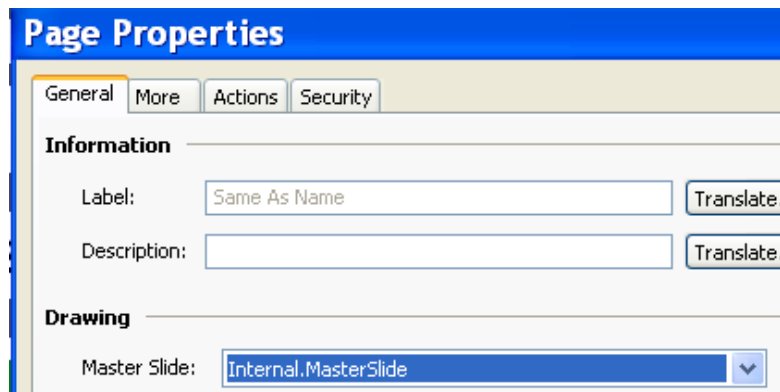 Page Properties
General More Actions Security
Information
Label: Same As Name Translate.
Description: Translate.
Drawing
Master Slide: Internal.MasterSlide